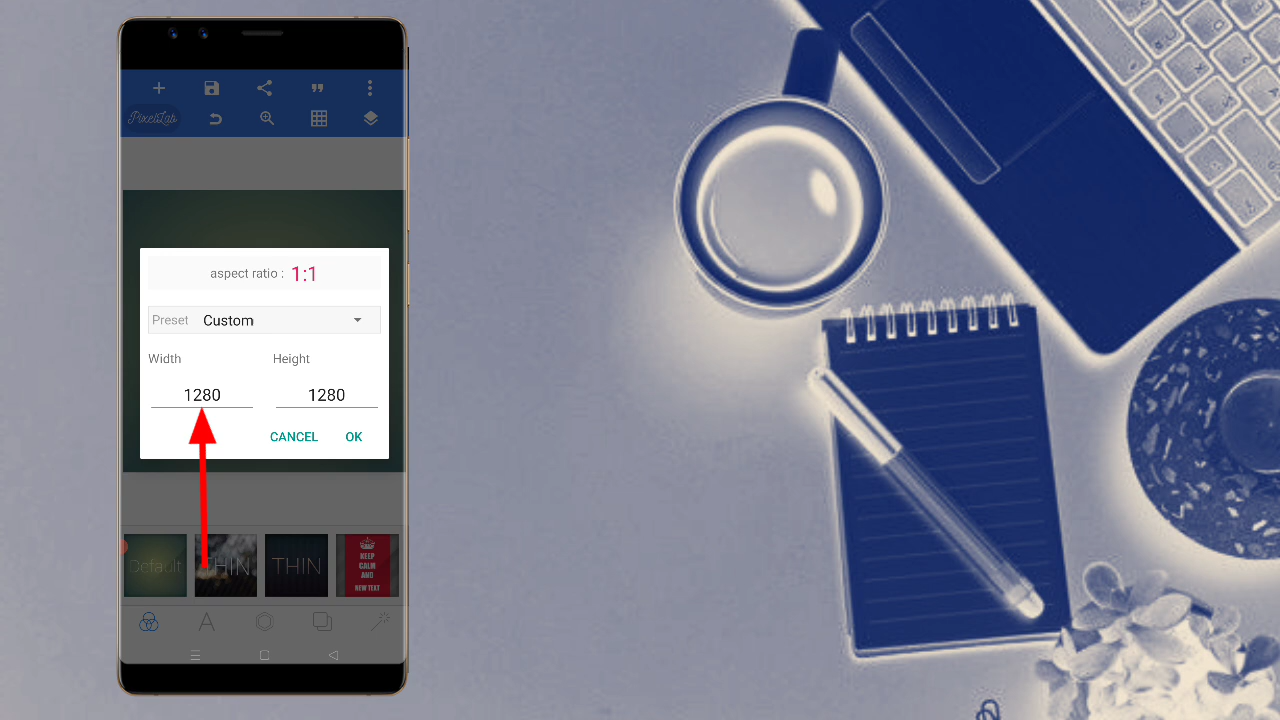 PixelLab
aspect ratio : 1:1
Preset Custom
Width Height
1280 1280
CANCEL OK
Default
THIN
THIN
KEEP
CALM
AND
NEW TEXT
A